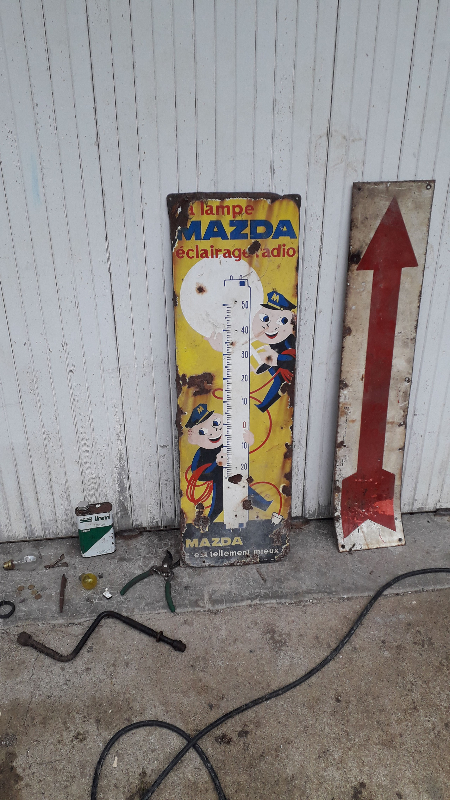 la lampe
MAZDA
éclairage radio
50
40
30
20
10
0
10
20
M
M
MAZDA
c'est tellement mieux